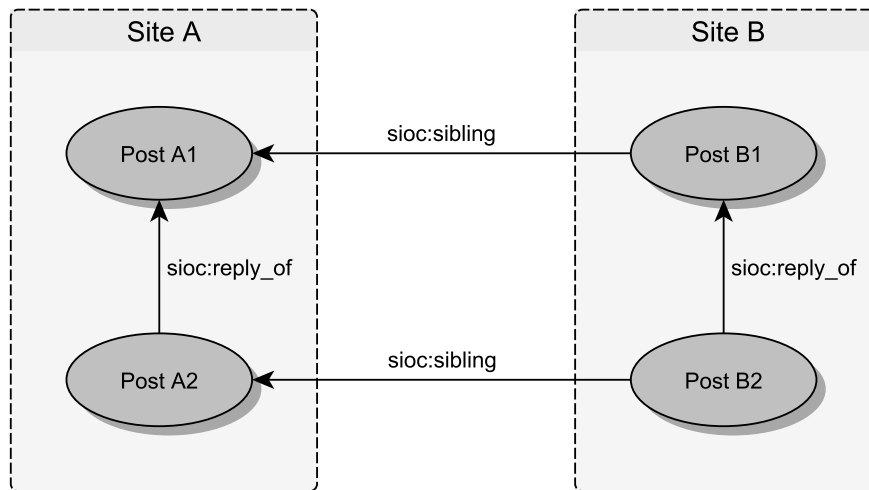 Site A
Site B
sioc:sibling
Post A1
Post B1
sioc:reply_of
sioc:reply_of
sioc:sibling
Post A2
Post B2